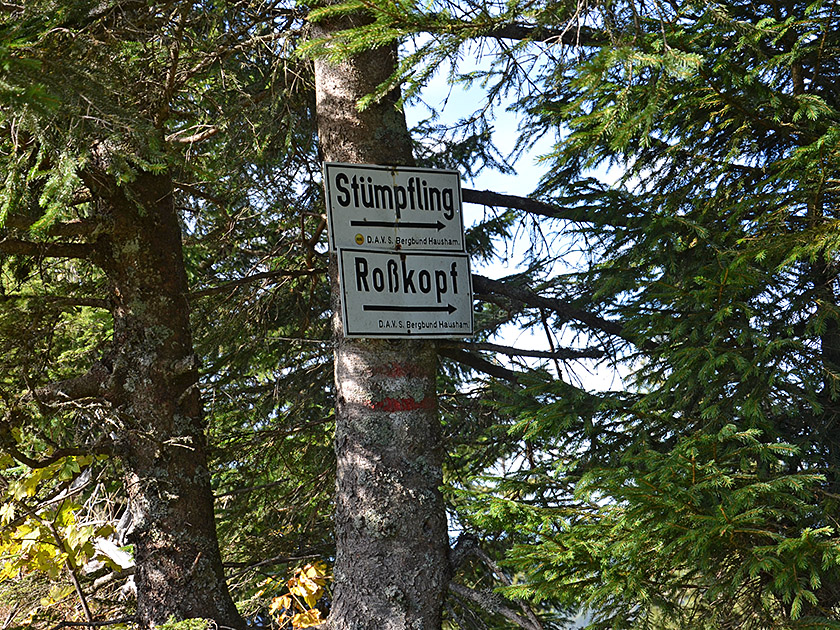 Stümpfling
D.A.V.S. Bergbund Hausham.
Roßkopf
D.A.V.S. Bergbund Hausham.